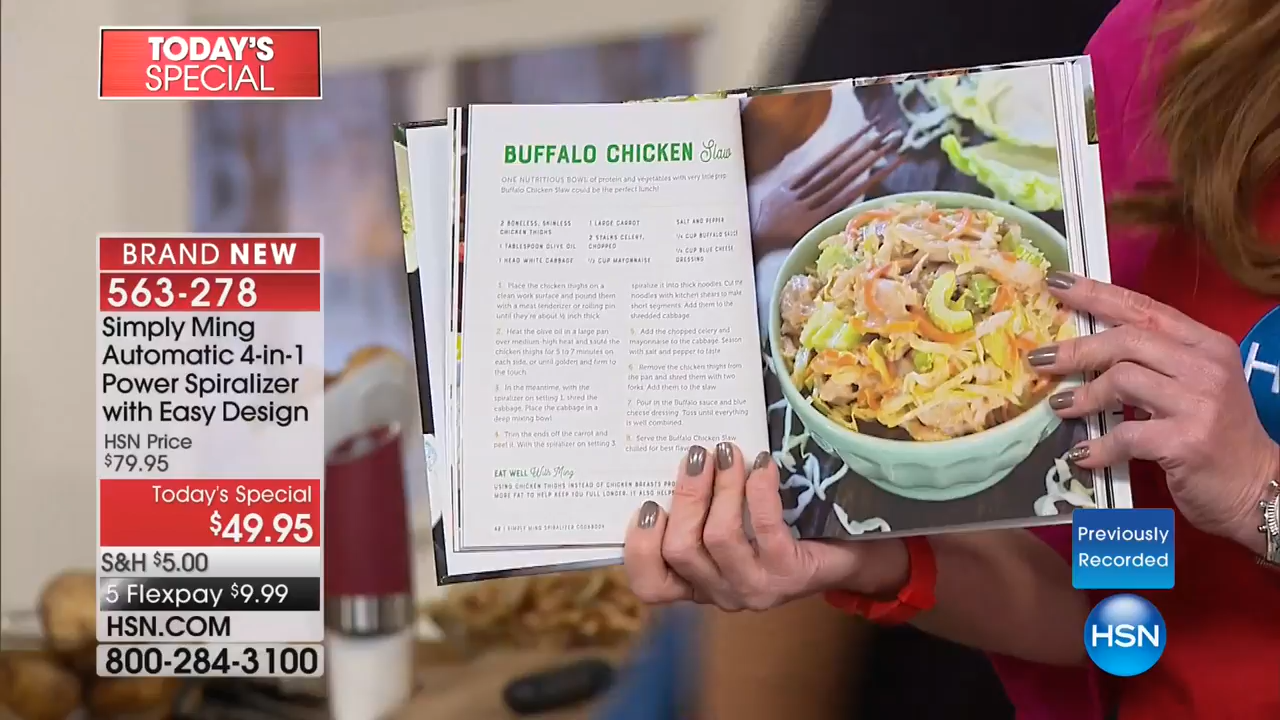 TODAY'S
SPECIAL
BRAND NEW
563-278
Simply Ming
Automatic 4-in-1
Power Spiralizer
with Easy Design
HSN Price
$79.95
Today's Special
$49.95
S&H $5.00
5 Flexpay $9.99
HSN.COM
800-284-3100
BUFFALO CHICKEN Slaw
ONE NUTRITIOUS BOWL of protein and vegetables with very little prep.
Buffalo Chicken Slaw could be the perfect lunch!
2 BONELESS, SKINLESS
CHICKEN THIGHS
1 TABLESPOON OLIVE OIL
1 HEAD WHITE CABBAGE
1 LARGE CARROT
2 STALKS CELERY,
CHOPPED
½ CUP MAYONNAISE
SALT AND PEPPER
CUP BUFFALO SAUCE
CUP BLUE CHEESE
DRESSING
1. Place the chicken thighs on a
clean work surface and pound them
with a meat tenderizer or rolling pin
until they're about ½ inch thick.
2. Heat the olive oil in a large pan
over medium-high heat and sauté the
chicken thighs for 5 to 7 minutes on
each side, or until golden and firm to
the touch.
3. In the meantime, with the
spiralizer on setting 1, shred the
cabbage. Place the cabbage in a
deep mixing bowl.
4. Trim the ends off the carrot and
peel it. With the spiralizer on setting 3,
spiralize it into thick noodles. Cut the
noodles with kitchen shears to make
short segments. Add them to the
shredded cabbage.
5. Add the chopped celery and
mayonnaise to the cabbage. Season
with salt and pepper to taste.
6. Remove the chicken thighs from
the pan and shred them with two
forks. Add them to the slaw.
7. Pour in the Buffalo sauce and blue
cheese dressing. Toss until everything
is well combined.
8. Serve the Buffalo Chicken Slaw
chilled for best
EAT WELL With Ming
USING CHICKEN THIGHS INSTEAD OF CHICKEN BREASTS
MORE FAT TO HELP KEEP YOU FULL LONGER. IT ALSO
42 | SIMPLY MING SPIRALIZER COOKBOOK
H
Previously
Recorded
HSN